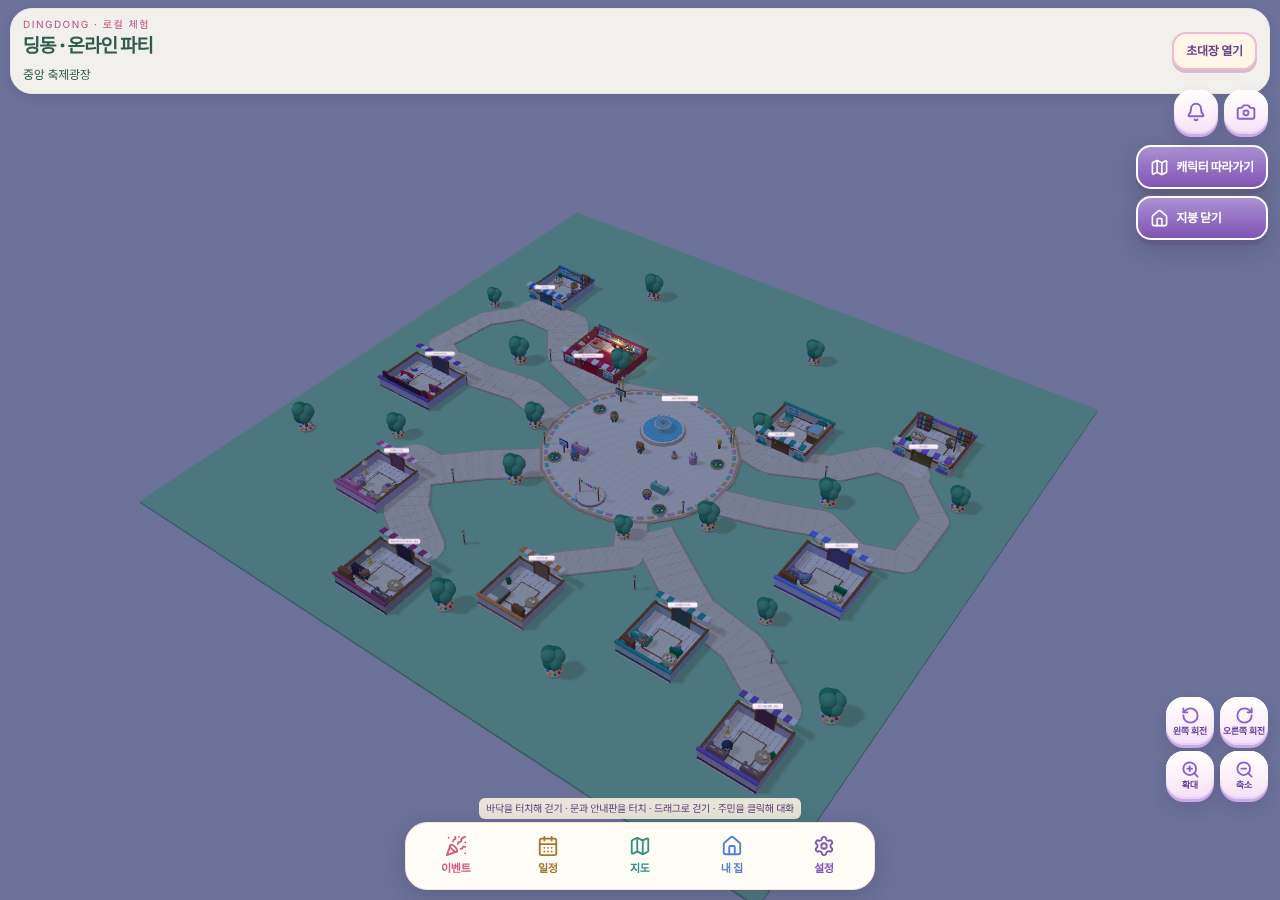 DINGDONG · 로컬 체험
딩동 · 온라인 파티
중앙 축제광장
초대장 열기
캐릭터 따라가기
지붕 닫기
왼쪽 회전
오른쪽 회전
확대
축소
바닥을 터치해 걷기 · 문과 안내판을 터치 · 드래그로 걷기 · 주민을 클릭해 대화
이벤트
일정
지도
내 집
설정